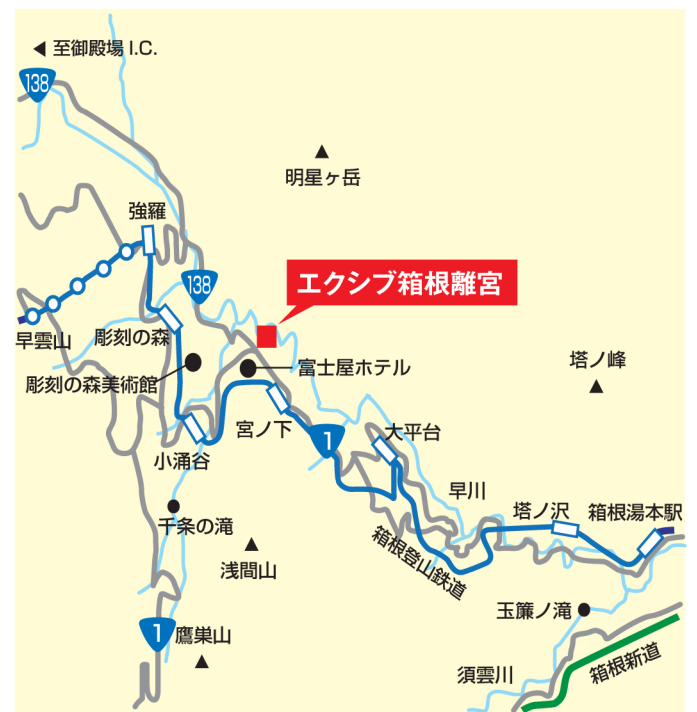 至御殿場 I.C.
138
明星ヶ岳
強羅
138
エクシブ箱根離宮
早雲山
彫刻の森
彫刻の森美術館
富士屋ホテル
塔ノ峰
宮ノ下
1
大平台
小涌谷
早川
千条の滝
塔ノ沢
箱根湯本駅
浅間山
箱根登山鉄道
1
鷹巣山
玉簾ノ滝
須雲川
箱根新道